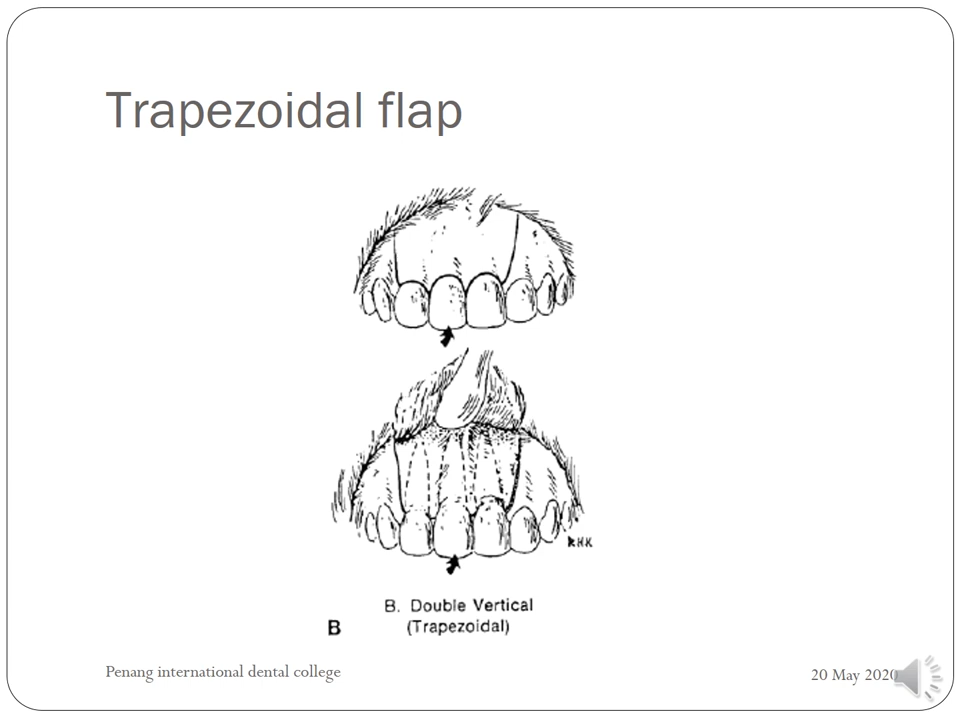 Trapezoidal flap
RHK
B. Double Vertical
B (Trapezoidal)
Penang international dental college
20 May 2020